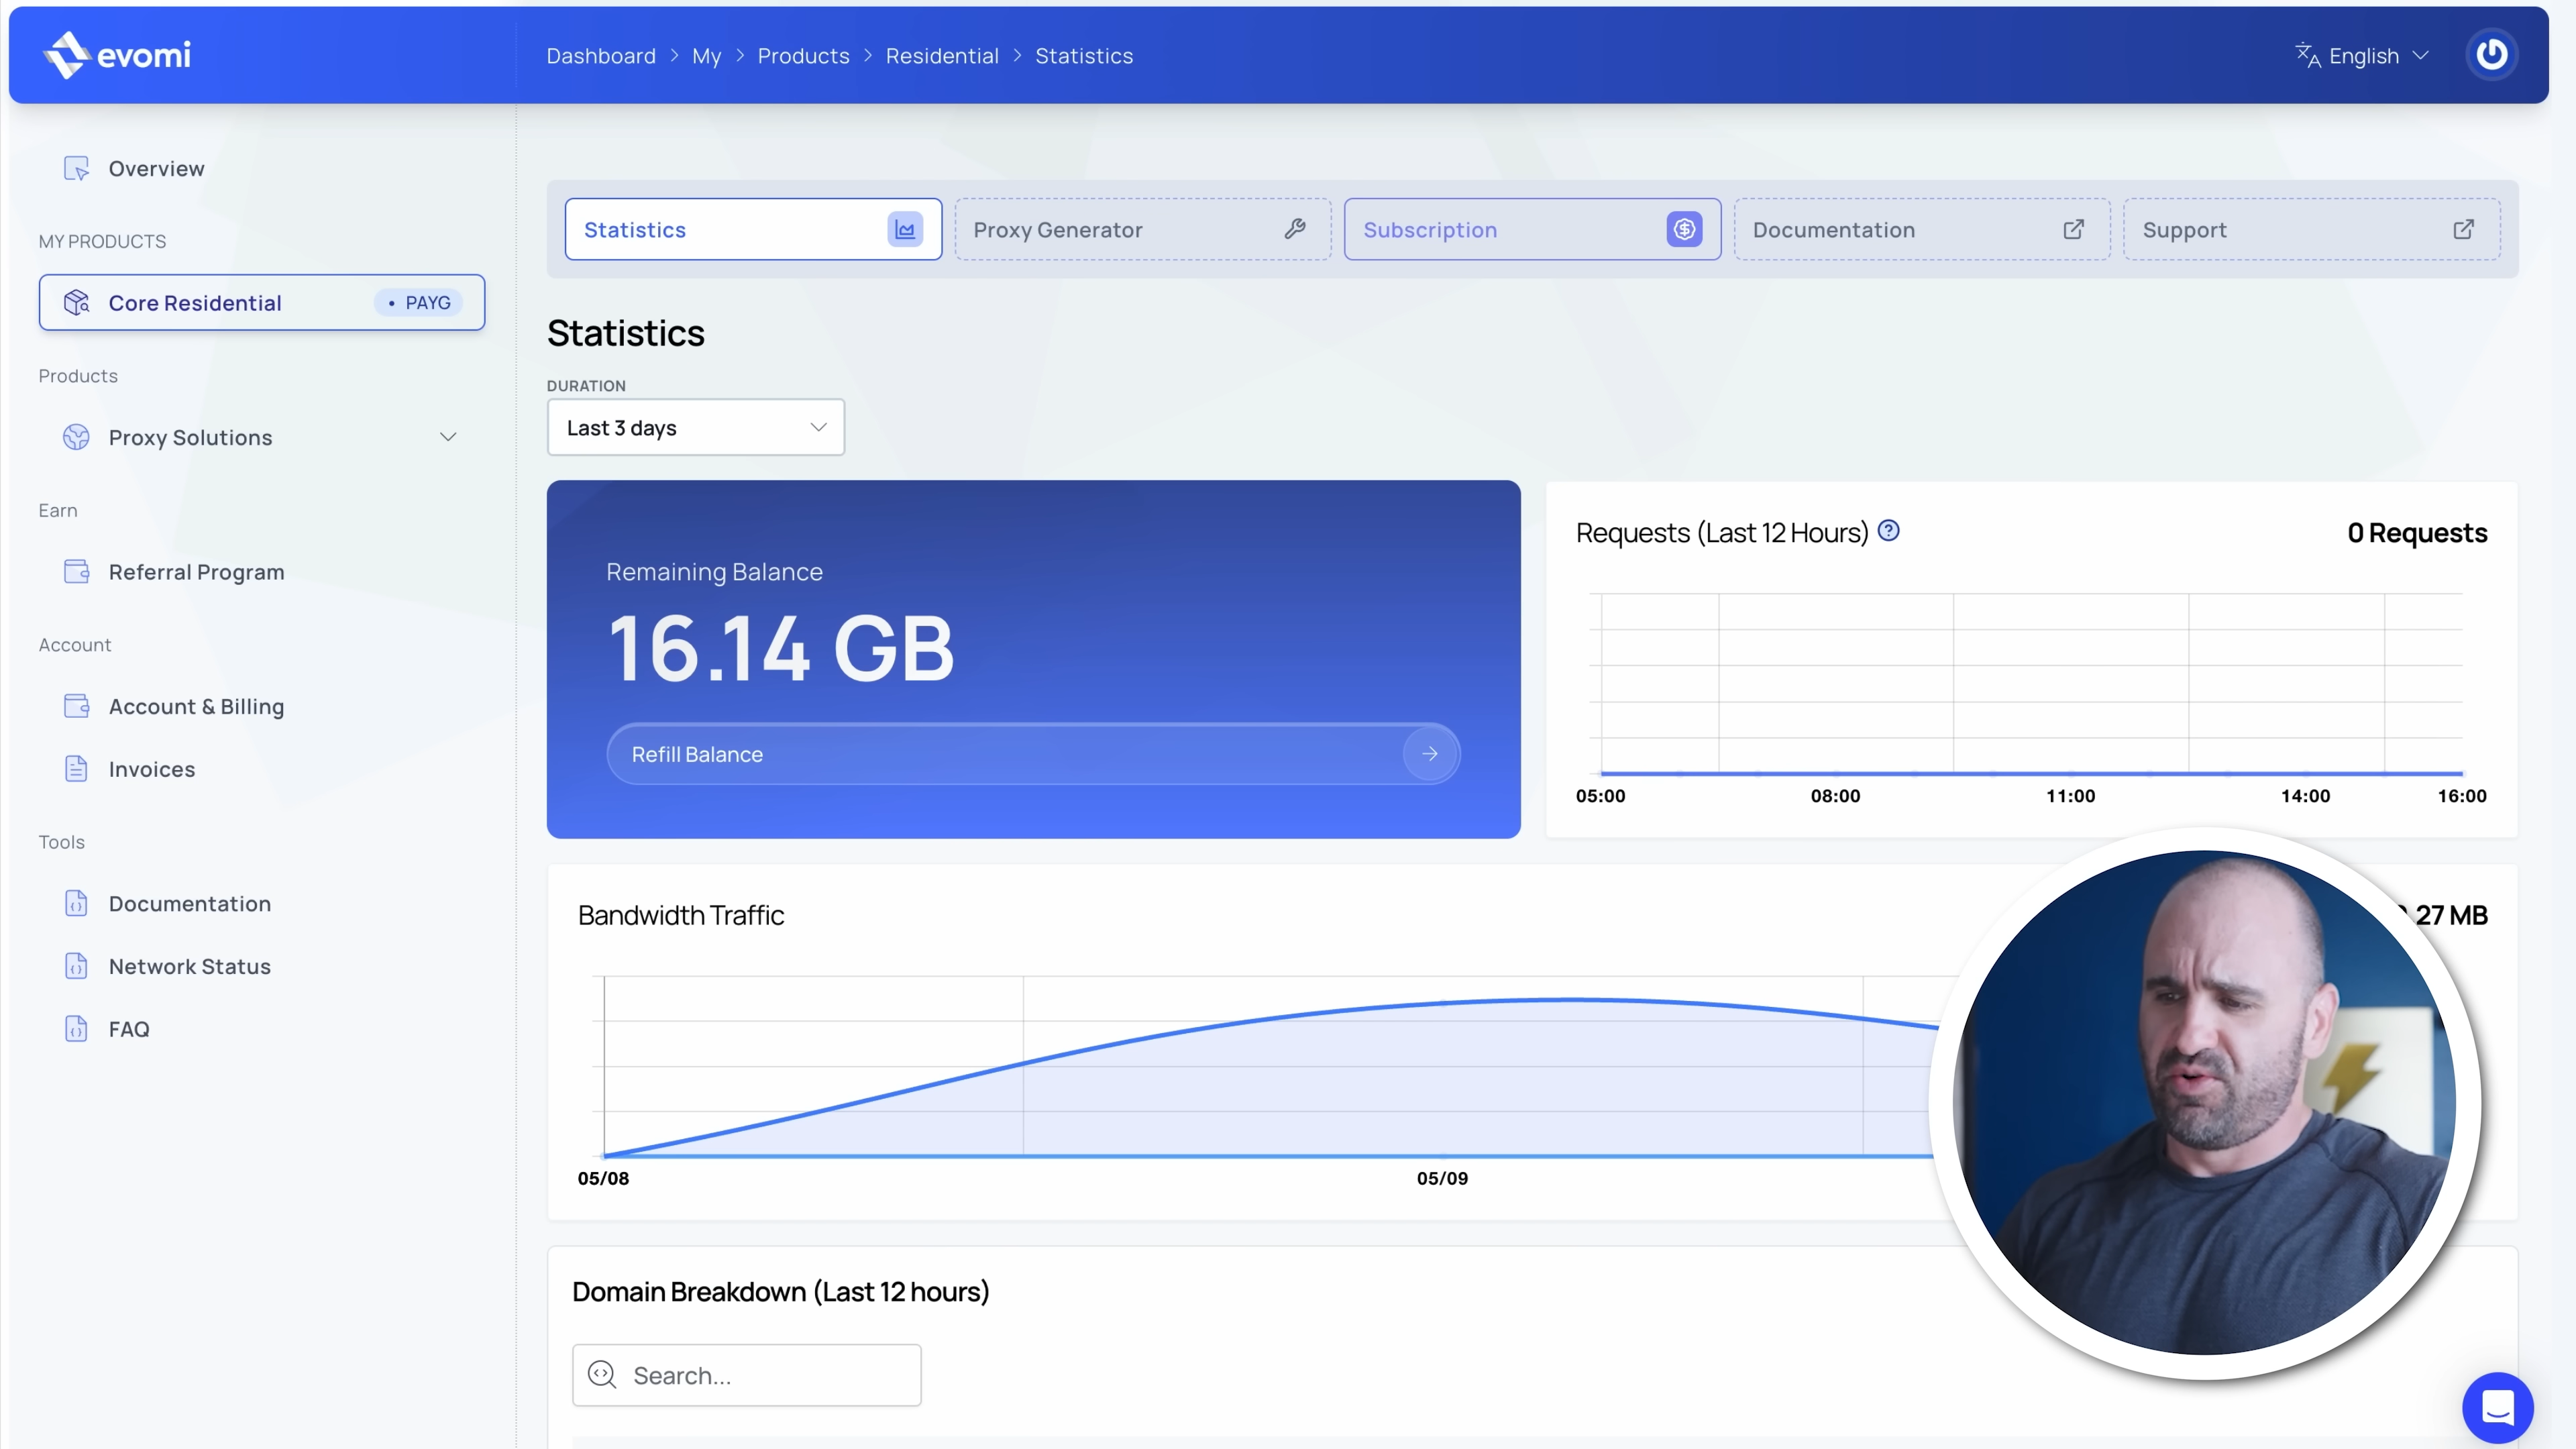 evomi
Dashboard > My > Products > Residential > Statistics
English
Overview
MY PRODUCTS
Core Residential
• PAYG
Products
Proxy Solutions
Earn
Referral Program
Account
Account & Billing
Invoices
Tools
Documentation
Network Status
FAQ
Statistics
Proxy Generator
Subscription
Documentation
Support
Statistics
DURATION
Last 3 days
Remaining Balance
16.14 GB
Refill Balance
Requests (Last 12 Hours)
0 Requests
05:00 08:00 11:00 14:00 16:00
Bandwidth Traffic
27 MB
05/08 05/09
Domain Breakdown (Last 12 hours)
Search...